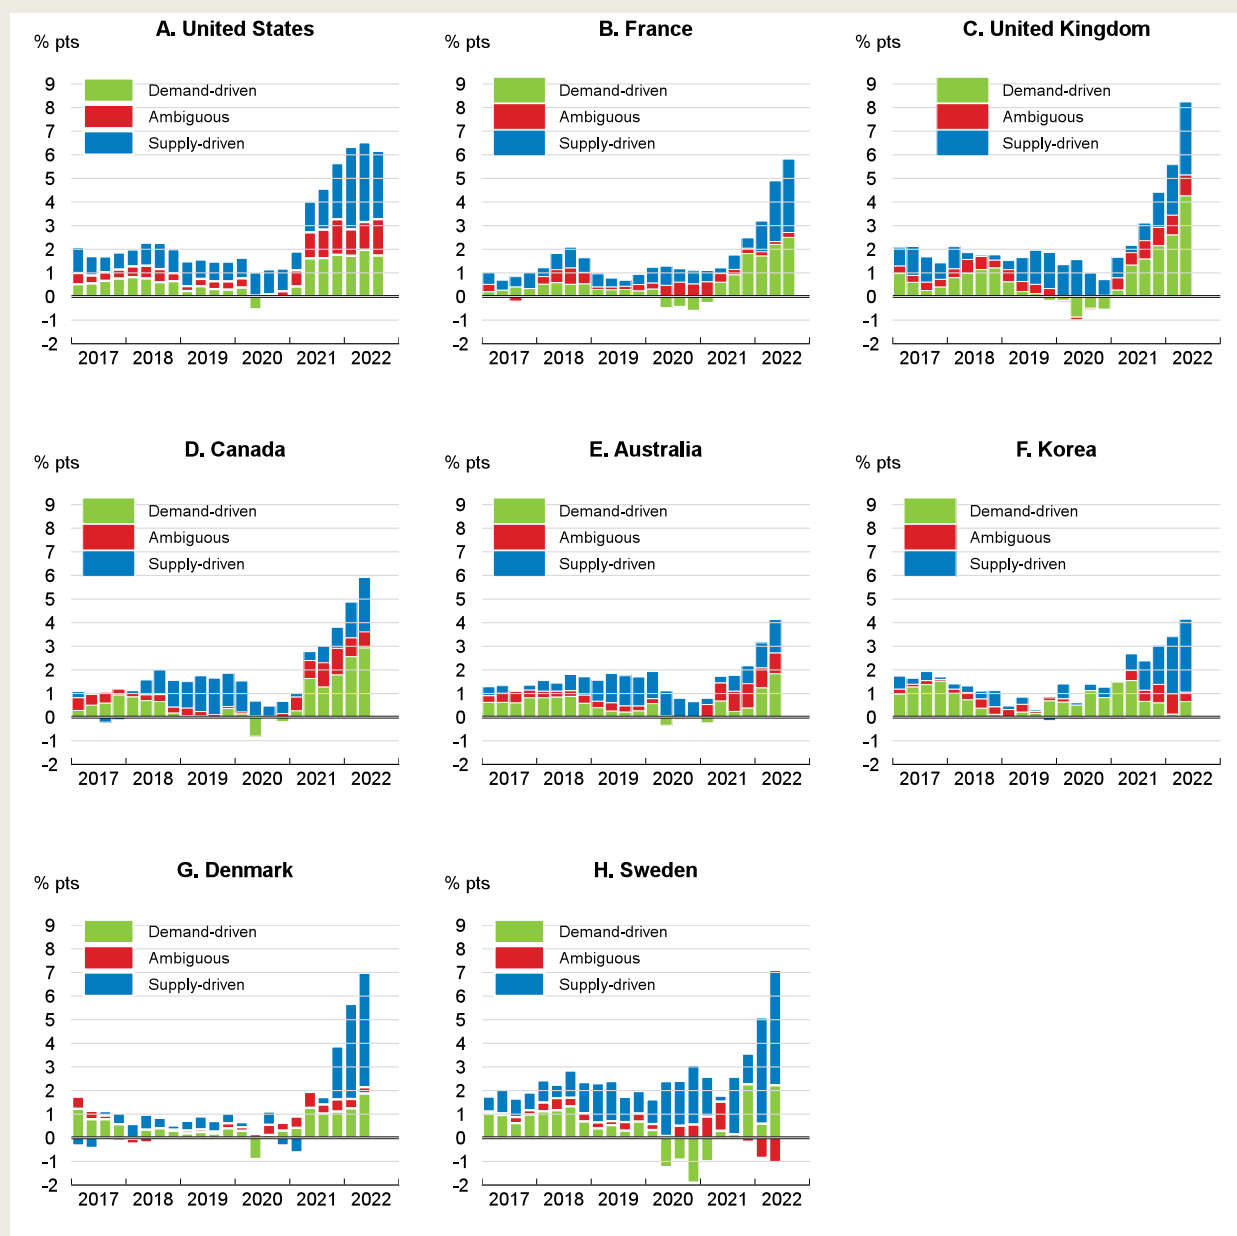 A. United States
% pts
9
8
7
6
5
4
3
2
1
0
-1
-2
Demand-driven
Ambiguous
Supply-driven
2017 2018 2019 2020 2021 2022
B. France
% pts
9
8
7
6
5
4
3
2
1
0
-1
-2
Demand-driven
Ambiguous
Supply-driven
2017 2018 2019 2020 2021 2022
C. United Kingdom
% pts
9
8
7
6
5
4
3
2
1
0
-1
-2
Demand-driven
Ambiguous
Supply-driven
2017 2018 2019 2020 2021 2022
D. Canada
% pts
9
8
7
6
5
4
3
2
1
0
-1
-2
Demand-driven
Ambiguous
Supply-driven
2017 2018 2019 2020 2021 2022
E. Australia
% pts
9
8
7
6
5
4
3
2
1
0
-1
-2
Demand-driven
Ambiguous
Supply-driven
2017 2018 2019 2020 2021 2022
F. Korea
% pts
9
8
7
6
5
4
3
2
1
0
-1
-2
Demand-driven
Ambiguous
Supply-driven
2017 2018 2019 2020 2021 2022
G. Denmark
% pts
9
8
7
6
5
4
3
2
1
0
-1
-2
Demand-driven
Ambiguous
Supply-driven
2017 2018 2019 2020 2021 2022
H. Sweden
% pts
9
8
7
6
5
4
3
2
1
0
-1
-2
Demand-driven
Ambiguous
Supply-driven
2017 2018 2019 2020 2021 2022